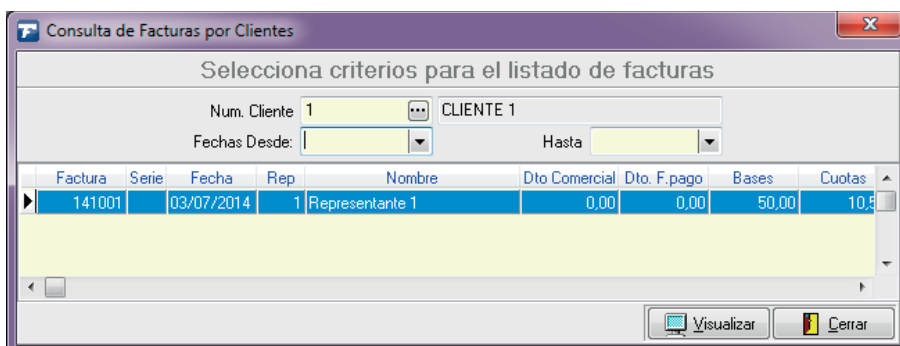 Consulta de Facturas por Clientes
Selecciona criterios para el listado de facturas
Num. Cliente 1 ... CLIENTE 1
Fechas Desde: Hasta
Factura Serie Fecha Rep Nombre Dto Comercial Dto. F.pago Bases Cuotas
141001 03/07/2014 1 Representante 1 0,00 0,00 50,00 10,5
Visualizar Cerrar